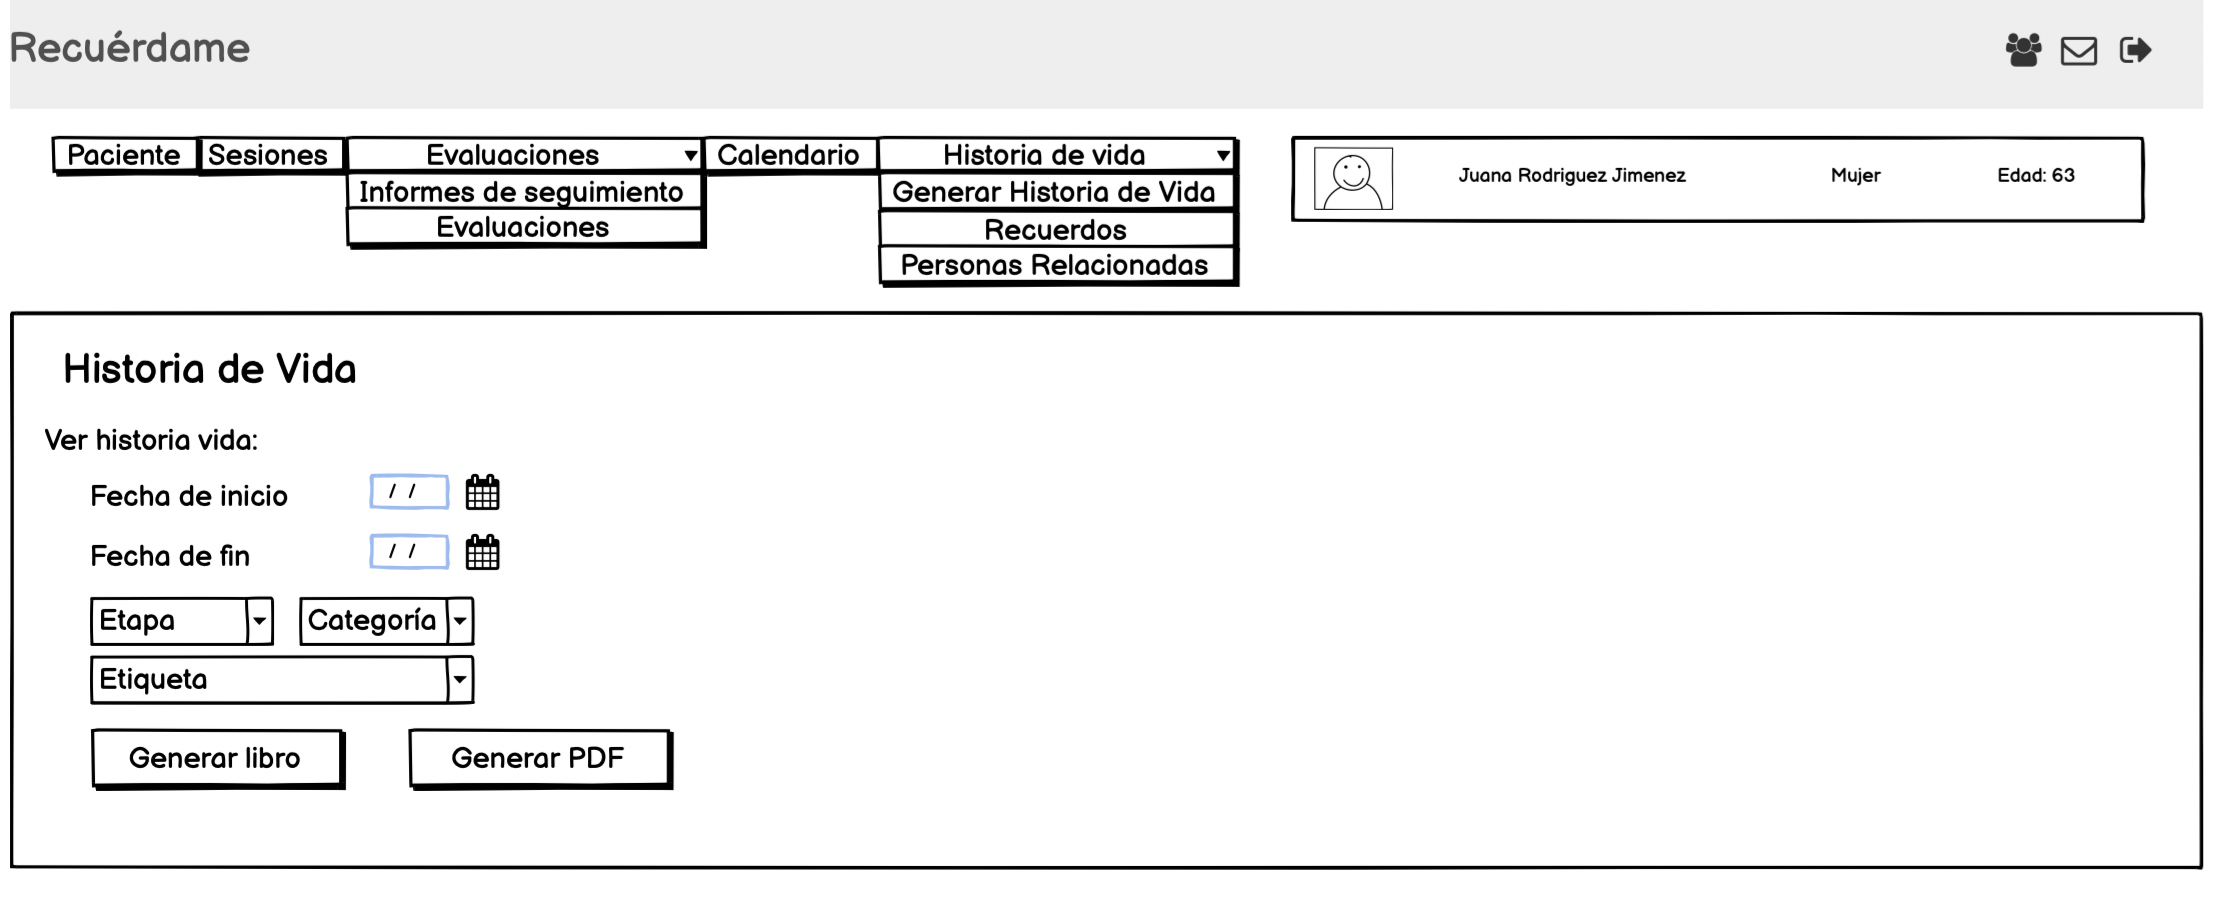 Recuérdame
Paciente Sesiones Evaluaciones Calendario Historia de vida
Informes de seguimiento
Evaluaciones
Generar Historia de Vida
Recuerdos
Personas Relacionadas
Juana Rodriguez Jimenez Mujer Edad: 63
Historia de Vida
Ver historia vida:
Fecha de inicio / /
Fecha de fin / /
Etapa Categoría
Etiqueta
Generar libro Generar PDF